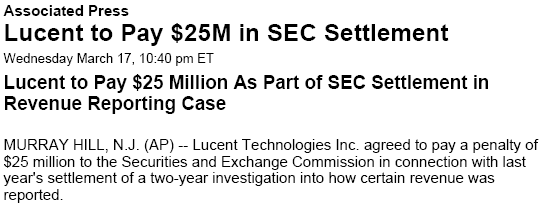 Associated Press
Lucent to Pay $25M in SEC Settlement
Wednesday March 17, 10:40 pm ET
Lucent to Pay $25 Million As Part of SEC Settlement in
Revenue Reporting Case
MURRAY HILL, N.J. (AP) -- Lucent Technologies Inc. agreed to pay a penalty of
$25 million to the Securities and Exchange Commission in connection with last
year's settlement of a two-year investigation into how certain revenue was
reported.